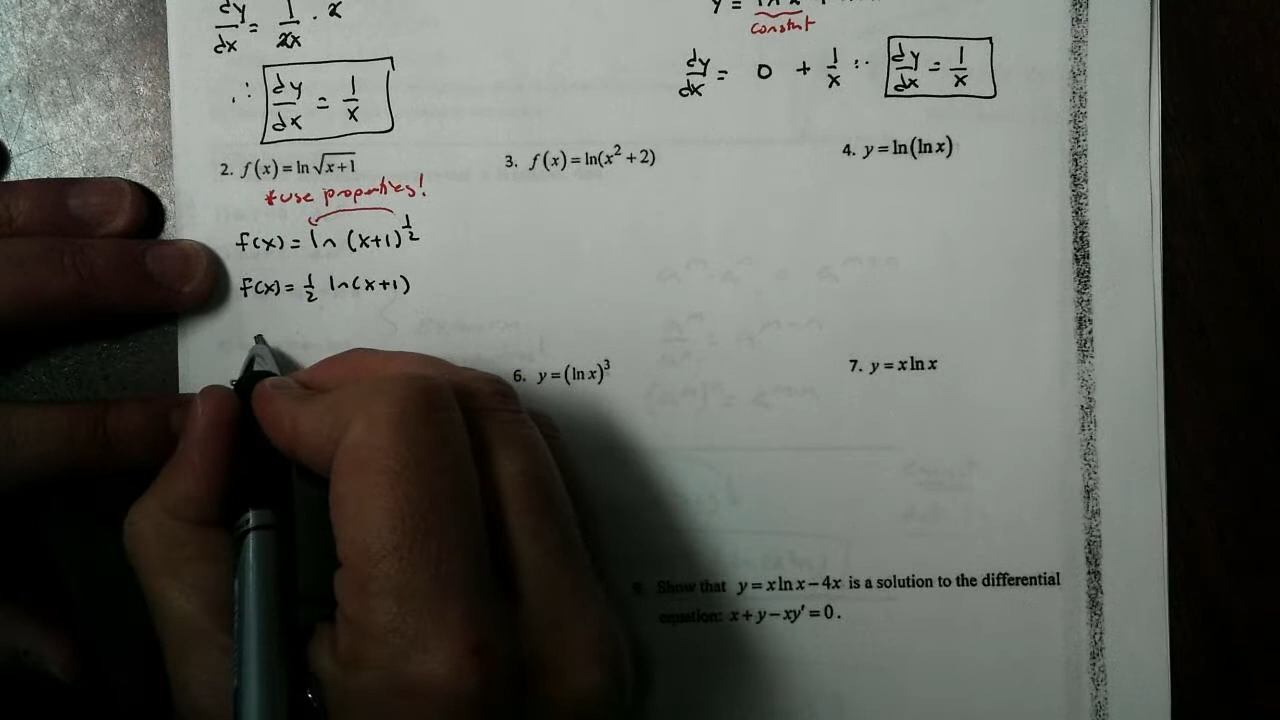 dy/dx = 1/2x · 2
∴ dy/dx = 1/x
constant
dy/dx = 0 + 1/x ∴ dy/dx = 1/x
2. f(x) = ln √x+1
*use properties!
f(x) = ln (x+1)^1/2
f(x) = 1/2 ln(x+1)
3. f(x) = ln(x² + 2)
4. y = ln(ln x)
6. y = (ln x)³
7. y = x ln x
9. Show that y = x ln x − 4x is a solution to the differential
equation: x + y − xy′ = 0.